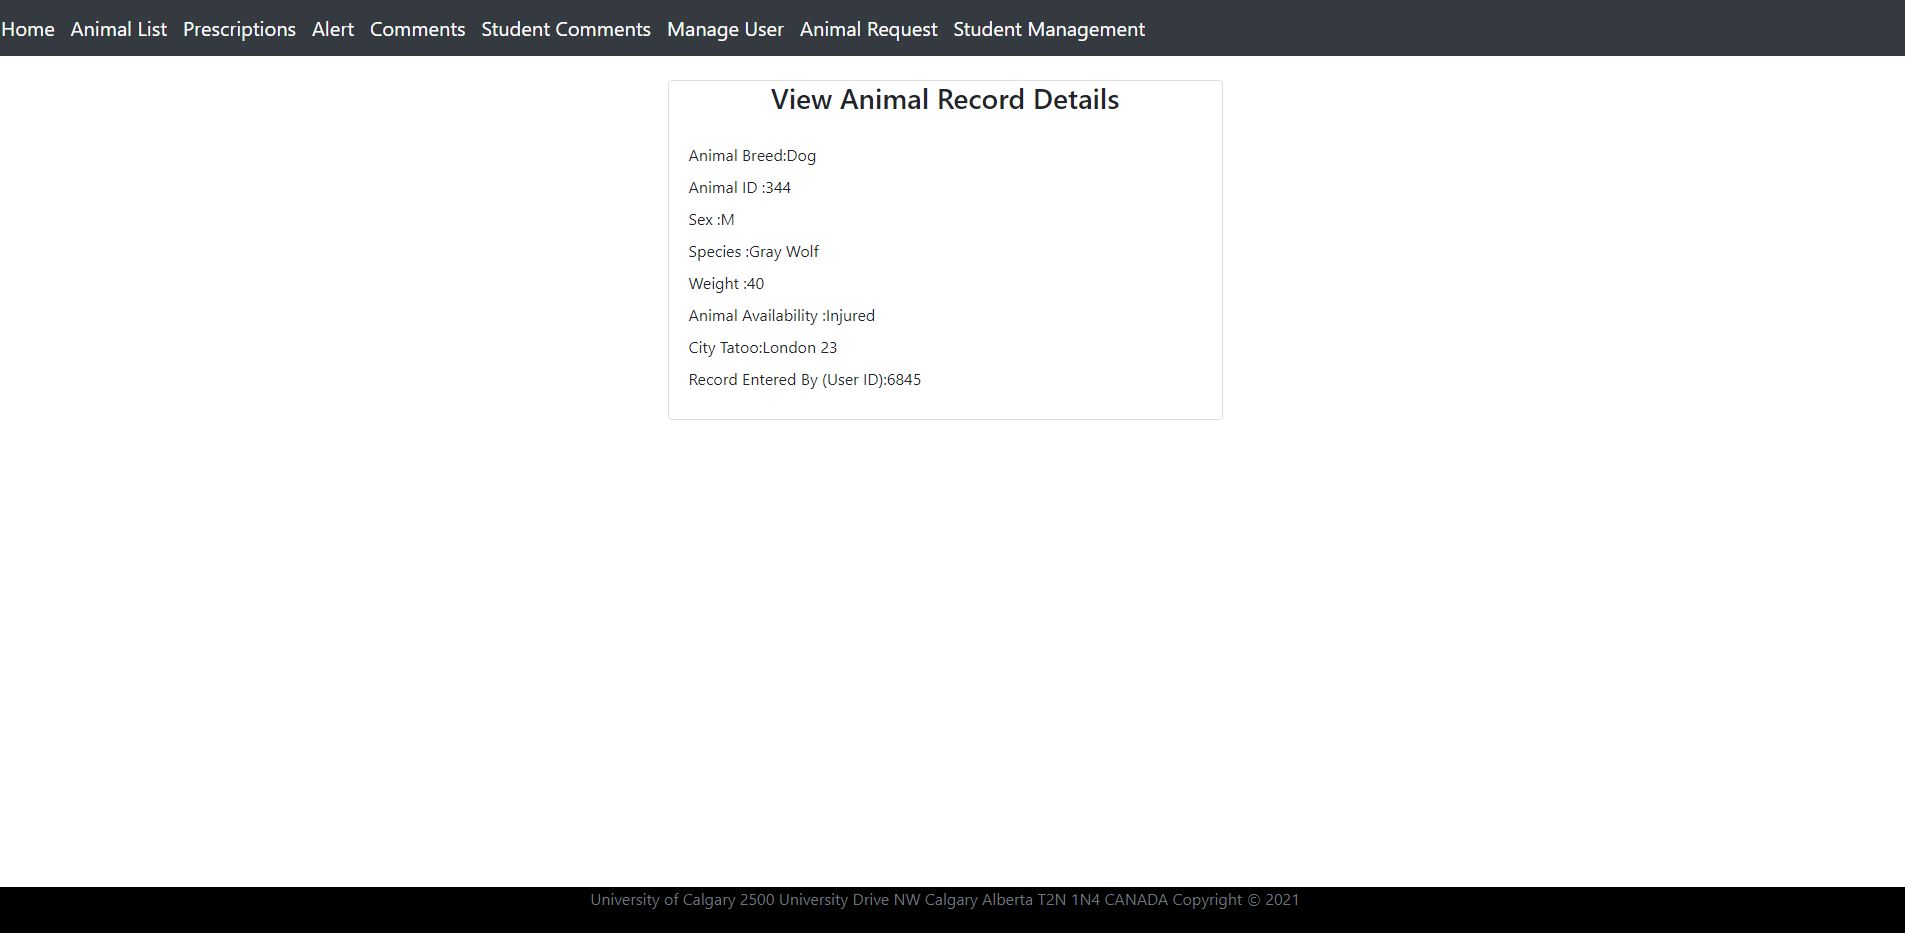 Home Animal List Prescriptions Alert Comments Student Comments Manage User Animal Request Student Management
View Animal Record Details
Animal Breed:Dog
Animal ID :344
Sex :M
Species :Gray Wolf
Weight :40
Animal Availability :Injured
City Tatoo:London 23
Record Entered By (User ID):6845
University of Calgary 2500 University Drive NW Calgary Alberta T2N 1N4 CANADA Copyright © 2021